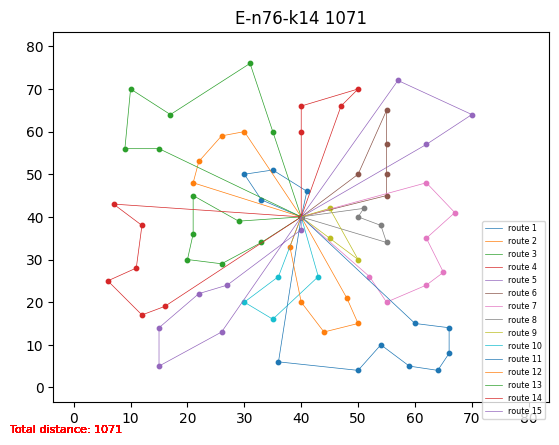 E-n76-k14 1071
80
70
60
50
40
30
20
10
0
0 10 20 30 40 50 60 70 80
route 1
route 2
route 3
route 4
route 5
route 6
route 7
route 8
route 9
route 10
route 11
route 12
route 13
route 14
route 15
Total distance: 1071